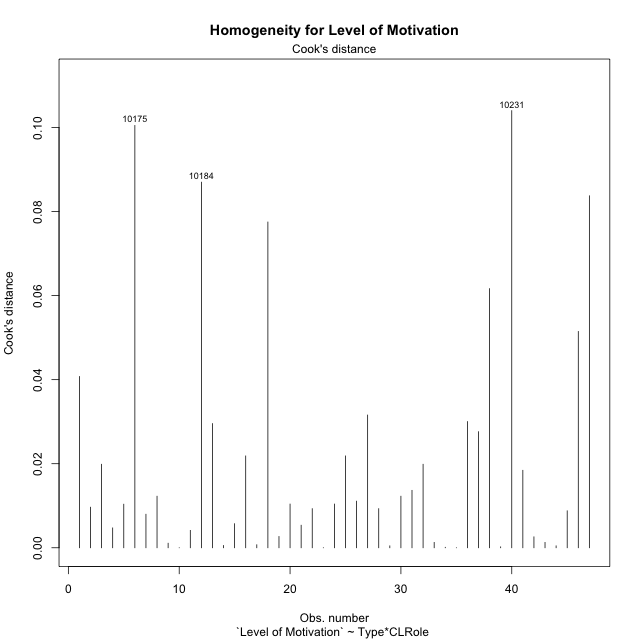 Homogeneity for Level of Motivation
Cook's distance
Cook's distance
0.10
0.08
0.06
0.04
0.02
0.00
10175
10184
10231
0 10 20 30 40
Obs. number
`Level of Motivation` ~ Type*CLRole